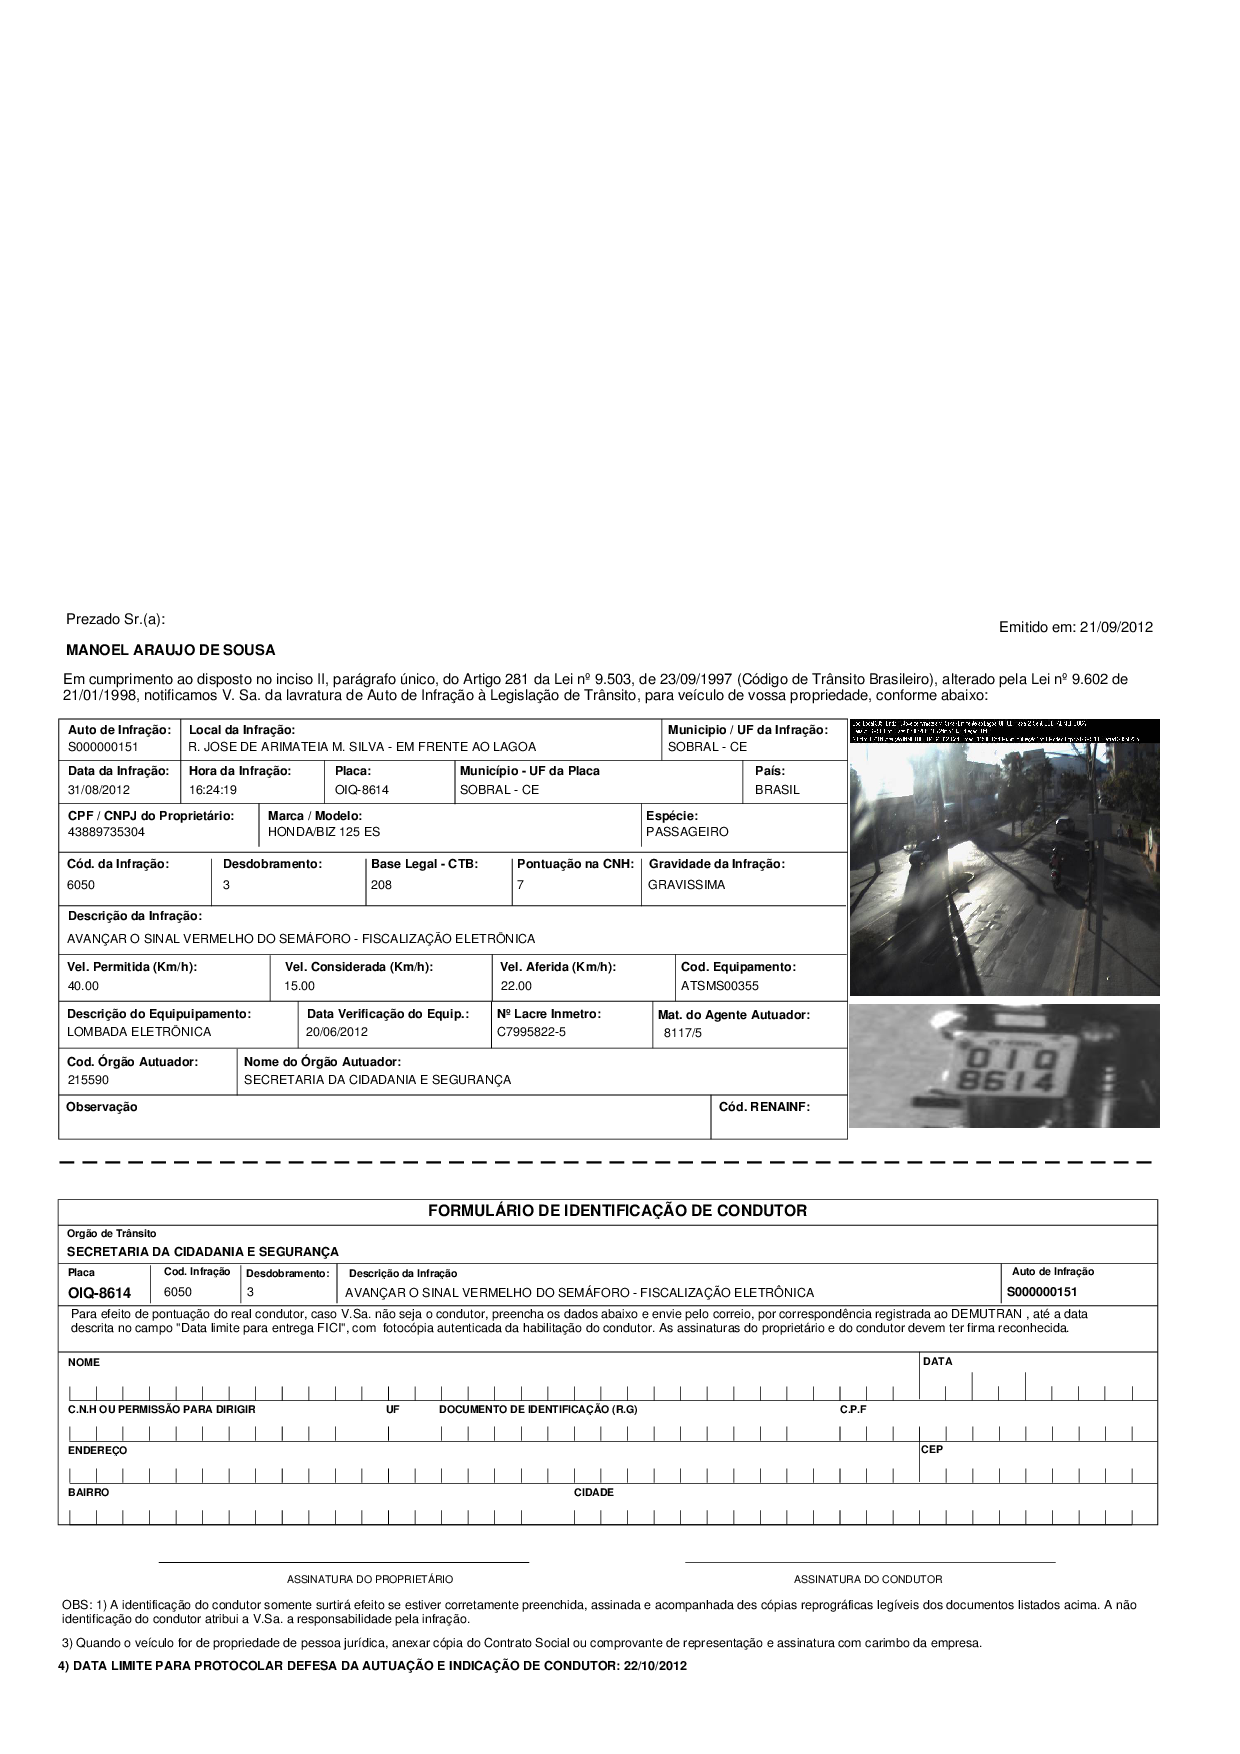 Prezado Sr.(a):
Emitido em: 21/09/2012
MANOEL ARAUJO DE SOUSA
Em cumprimento ao disposto no inciso II, parágrafo único, do Artigo 281 da Lei nº 9.503, de 23/09/1997 (Código de Trânsito Brasileiro), alterado pela Lei nº 9.602 de
21/01/1998, notificamos V. Sa. da lavratura de Auto de Infração à Legislação de Trânsito, para veículo de vossa propriedade, conforme abaixo:
Auto de Infração: Local da Infração: Municipio / UF da Infração:
S000000151 R. JOSE DE ARIMATEIA M. SILVA - EM FRENTE AO LAGOA SOBRAL - CE
Data da Infração: Hora da Infração: Placa: Município - UF da Placa País:
31/08/2012 16:24:19 OIQ-8614 SOBRAL - CE BRASIL
CPF / CNPJ do Proprietário: Marca / Modelo: Espécie:
43889735304 HONDA/BIZ 125 ES PASSAGEIRO
Cód. da Infração: Desdobramento: Base Legal - CTB: Pontuação na CNH: Gravidade da Infração:
6050 3 208 7 GRAVISSIMA
Descrição da Infração:
AVANÇAR O SINAL VERMELHO DO SEMÁFORO - FISCALIZAÇÃO ELETRÔNICA
Vel. Permitida (Km/h): Vel. Considerada (Km/h): Vel. Aferida (Km/h): Cod. Equipamento:
40.00 15.00 22.00 ATSMS00355
Descrição do Equipuipamento: Data Verificação do Equip.: Nº Lacre Inmetro: Mat. do Agente Autuador:
LOMBADA ELETRÔNICA 20/06/2012 C7995822-5 8117/5
OIQ
8614
Cod. Órgão Autuador: Nome do Órgão Autuador:
215590 SECRETARIA DA CIDADANIA E SEGURANÇA
Observação Cód. RENAINF:
FORMULÁRIO DE IDENTIFICAÇÃO DE CONDUTOR
Orgão de Trânsito
SECRETARIA DA CIDADANIA E SEGURANÇA
Placa Cod. Infração Desdobramento: Descrição da Infração Auto de Infração
OIQ-8614 6050 3 AVANÇAR O SINAL VERMELHO DO SEMÁFORO - FISCALIZAÇÃO ELETRÔNICA S000000151
Para efeito de pontuação do real condutor, caso V.Sa. não seja o condutor, preencha os dados abaixo e envie pelo correio, por correspondência registrada ao DEMUTRAN , até a data
descrita no campo "Data limite para entrega FICI", com fotocópia autenticada da habilitação do condutor. As assinaturas do proprietário e do condutor devem ter firma reconhecida.
NOME DATA
C.N.H OU PERMISSÃO PARA DIRIGIR UF DOCUMENTO DE IDENTIFICAÇÃO (R.G) C.P.F
ENDEREÇO CEP
BAIRRO CIDADE
ASSINATURA DO PROPRIETÁRIO ASSINATURA DO CONDUTOR
OBS: 1) A identificação do condutor somente surtirá efeito se estiver corretamente preenchida, assinada e acompanhada des cópias reprográficas legíveis dos documentos listados acima. A não
identificação do condutor atribui a V.Sa. a responsabilidade pela infração.
3) Quando o veículo for de propriedade de pessoa jurídica, anexar cópia do Contrato Social ou comprovante de representação e assinatura com carimbo da empresa.
4) DATA LIMITE PARA PROTOCOLAR DEFESA DA AUTUAÇÃO E INDICAÇÃO DE CONDUTOR: 22/10/2012